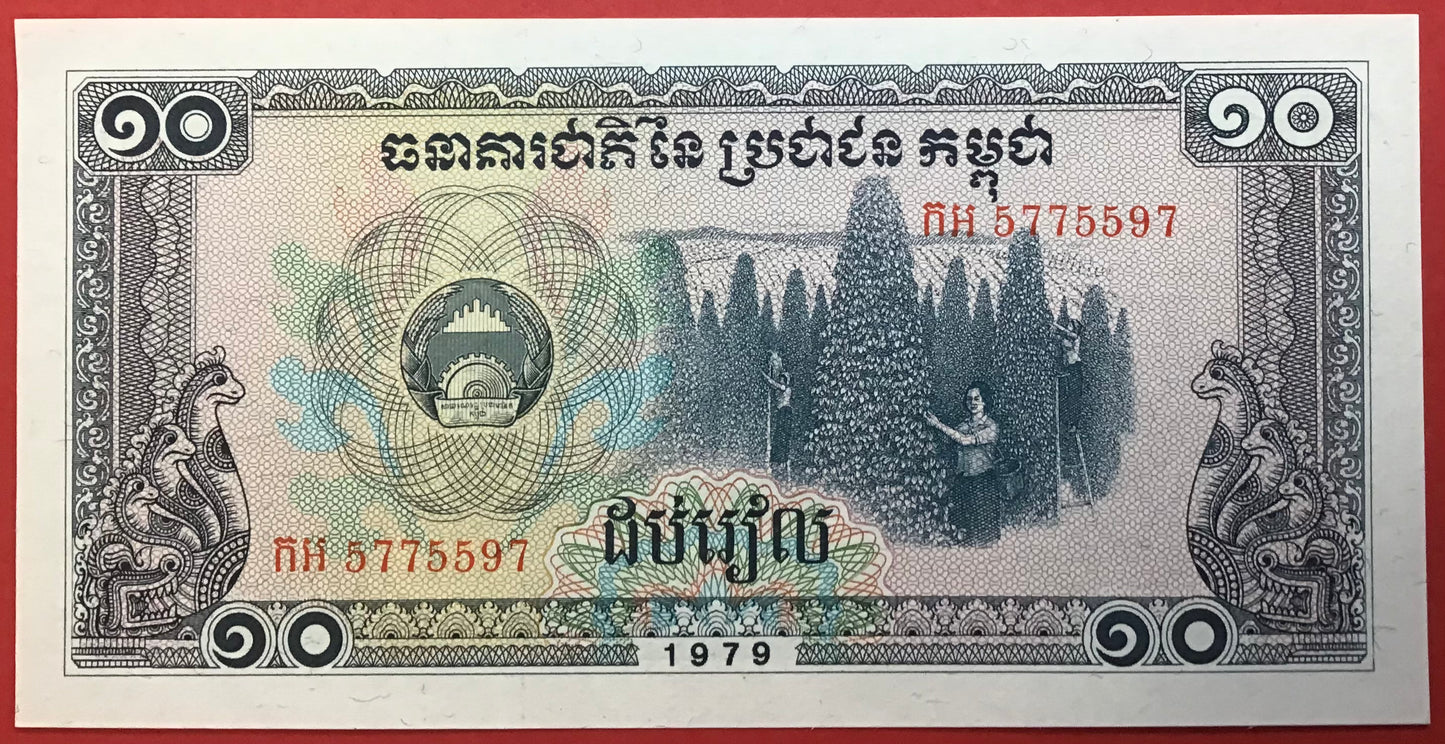 ១០ ១០
ធនាគារជាតិ នៃ ប្រជាជន កម្ពុជា
កអ 5775597
ដប់រៀល
កអ 5775597
១០ ១០
1979